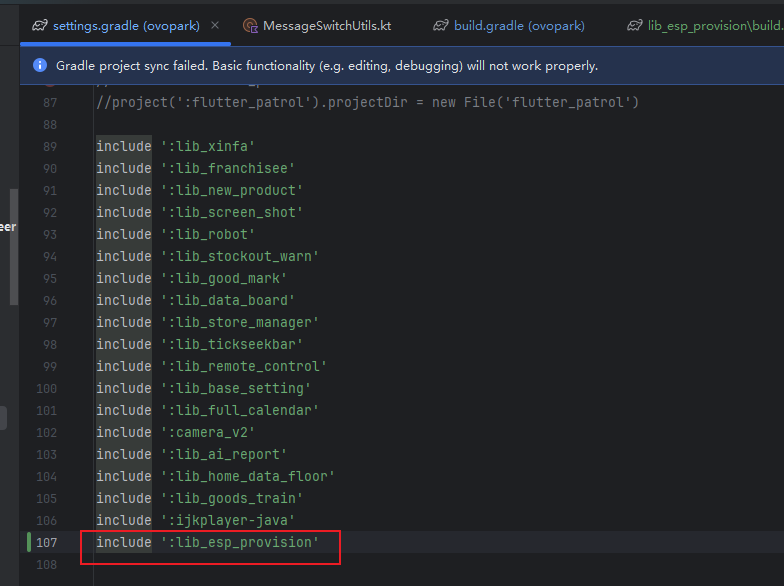 settings.gradle (ovopark)
MessageSwitchUtils.kt
build.gradle (ovopark)
lib_esp_provision\build.
Gradle project sync failed. Basic functionality (e.g. editing, debugging) will not work properly.
87 //project(':flutter_patrol').projectDir = new File('flutter_patrol')
88
89 include ':lib_xinfa'
90 include ':lib_franchisee'
91 include ':lib_new_product'
92 include ':lib_screen_shot'
eer
93 include ':lib_robot'
94 include ':lib_stockout_warn'
95 include ':lib_good_mark'
96 include ':lib_data_board'
97 include ':lib_store_manager'
98 include ':lib_tickseekbar'
99 include ':lib_remote_control'
100 include ':lib_base_setting'
101 include ':lib_full_calendar'
102 include ':camera_v2'
103 include ':lib_ai_report'
104 include ':lib_home_data_floor'
105 include ':lib_goods_train'
106 include ':ijkplayer-java'
107 include ':lib_esp_provision'
108